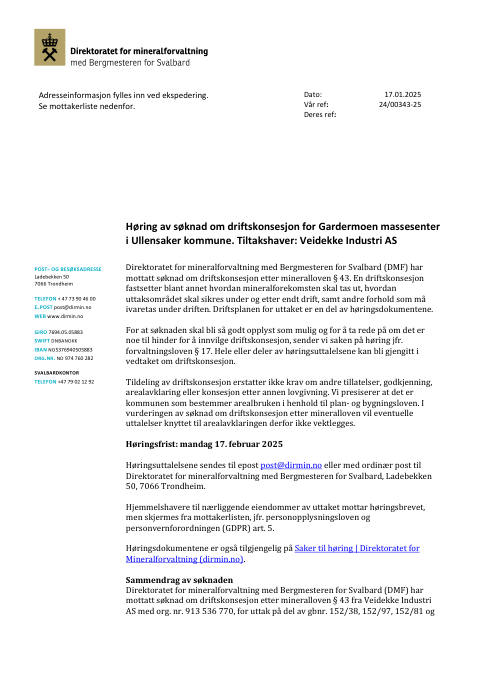 Direktoratet for mineralforvaltning
med Bergmesteren for Svalbard
Adresseinformasjon fylles inn ved ekspedering.
Se mottakerliste nedenfor.
Dato: 17.01.2025
Vår ref: 24/00343-25
Deres ref:
Høring av søknad om driftskonsesjon for Gardermoen massesenter
i Ullensaker kommune. Tiltakshaver: Veidekke Industri AS
POST- OG BESØKSADRESSE
Ladebekken 50
7066 Trondheim
TELEFON + 47 73 90 46 00
E.POST post@dirmin.no
WEB www.dirmin.no
GIRO 7694.05.05883
SWIFT DNBANOKK
IBAN NO5376940505883
ORG.NR. NO 974 760 282
SVALBARDKONTOR
TELEFON +47 79 02 12 92
Direktoratet for mineralforvaltning med Bergmesteren for Svalbard (DMF) har
mottatt søknad om driftskonsesjon etter mineralloven § 43. En driftskonsesjon
fastsetter blant annet hvordan mineralforekomsten skal tas ut, hvordan
uttaksområdet skal sikres under og etter endt drift, samt andre forhold som må
ivaretas under driften. Driftsplanen for uttaket er en del av høringsdokumentene.
For at søknaden skal bli så godt opplyst som mulig og for å ta rede på om det er
noe til hinder for å innvilge driftskonsesjon, sender vi saken på høring jfr.
forvaltningsloven § 17. Hele eller deler av høringsuttalelsene kan bli gjengitt i
vedtaket om driftskonsesjon.
Tildeling av driftskonsesjon erstatter ikke krav om andre tillatelser, godkjenning,
arealavklaring eller konsesjon etter annen lovgivning. Vi presiserer at det er
kommunen som bestemmer arealbruken i henhold til plan- og bygningsloven. I
vurderingen av søknad om driftskonsesjon etter mineralloven vil eventuelle
uttalelser knyttet til arealavklaringen derfor ikke vektlegges.
Høringsfrist: mandag 17. februar 2025
Høringsuttalelsene sendes til epost post@dirmin.no eller med ordinær post til
Direktoratet for mineralforvaltning med Bergmesteren for Svalbard, Ladebekken
50, 7066 Trondheim.
Hjemmelshavere til nærliggende eiendommer av uttaket mottar høringsbrevet,
men skjermes fra mottakerlisten, jfr. personopplysningsloven og
personvernforordningen (GDPR) art. 5.
Høringsdokumentene er også tilgjengelig på Saker til høring | Direktoratet for
Mineralforvaltning (dirmin.no).
Sammendrag av søknaden
Direktoratet for mineralforvaltning med Bergmesteren for Svalbard (DMF) har
mottatt søknad om driftskonsesjon etter mineralloven § 43 fra Veidekke Industri
AS med org. nr. 913 536 770, for uttak på del av gbnr. 152/38, 152/97, 152/81 og